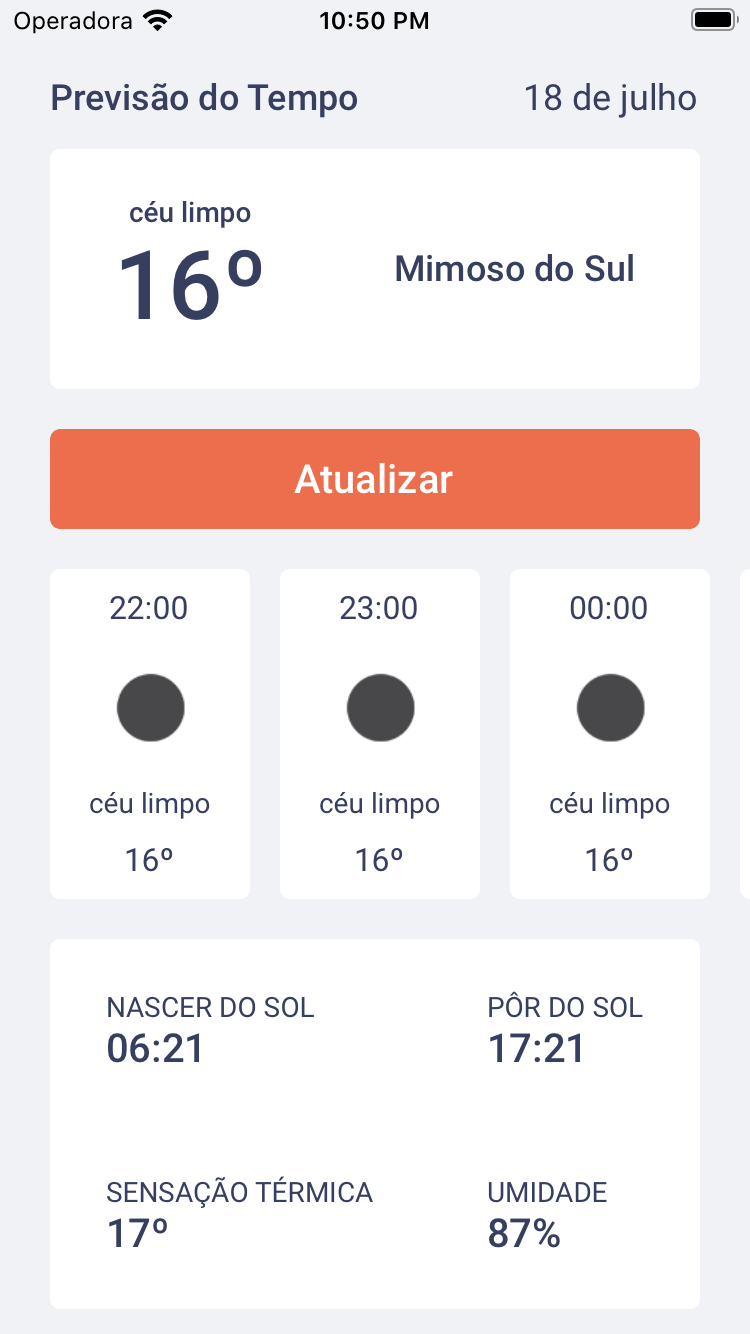 Operadora 10:50 PM
Previsão do Tempo 18 de julho
céu limpo
16º
Mimoso do Sul
Atualizar
22:00 23:00 00:00
céu limpo céu limpo céu limpo
16º 16º 16º
NASCER DO SOL PÔR DO SOL
06:21 17:21
SENSAÇÃO TÉRMICA UMIDADE
17º 87%